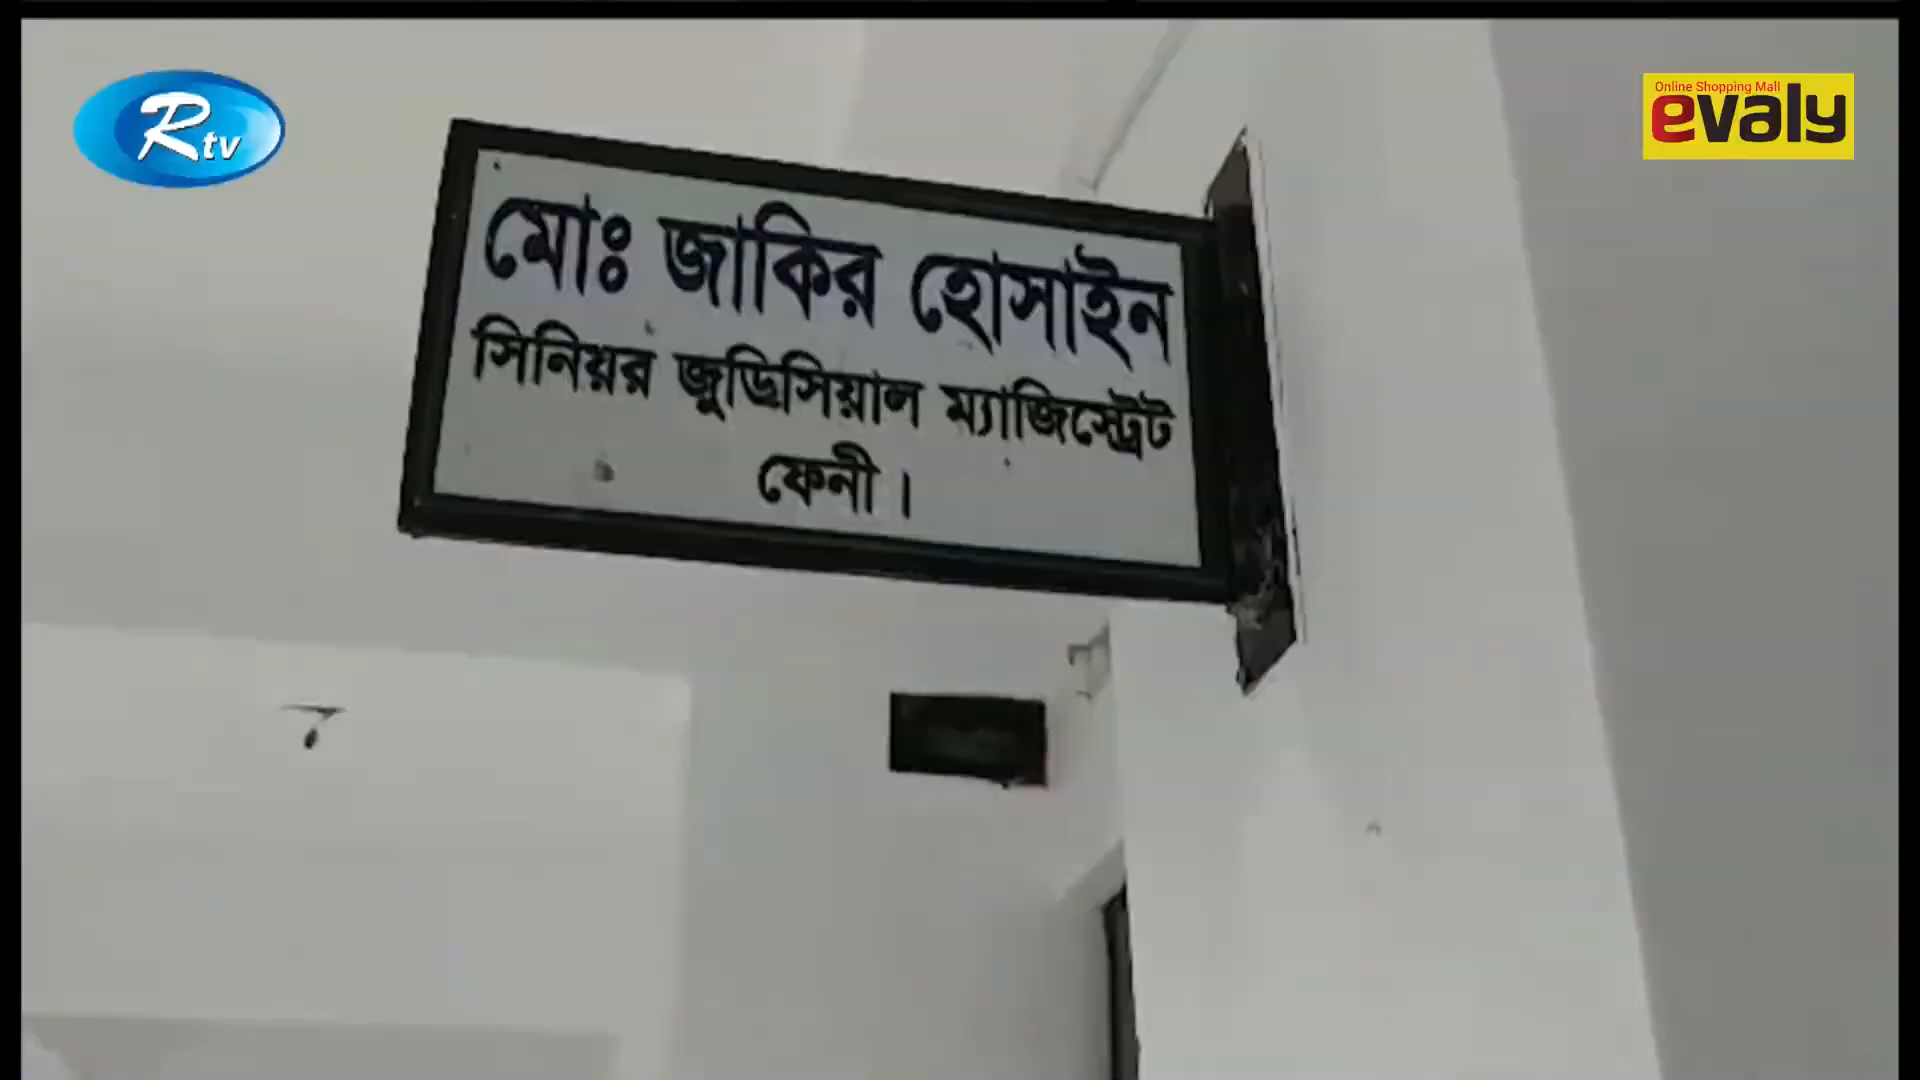 Rtv
Online Shopping Mall
evaly
মোঃ জাকির হোসাইন
সিনিয়র জুডিসিয়াল ম্যাজিস্ট্রেট
ফেনী।